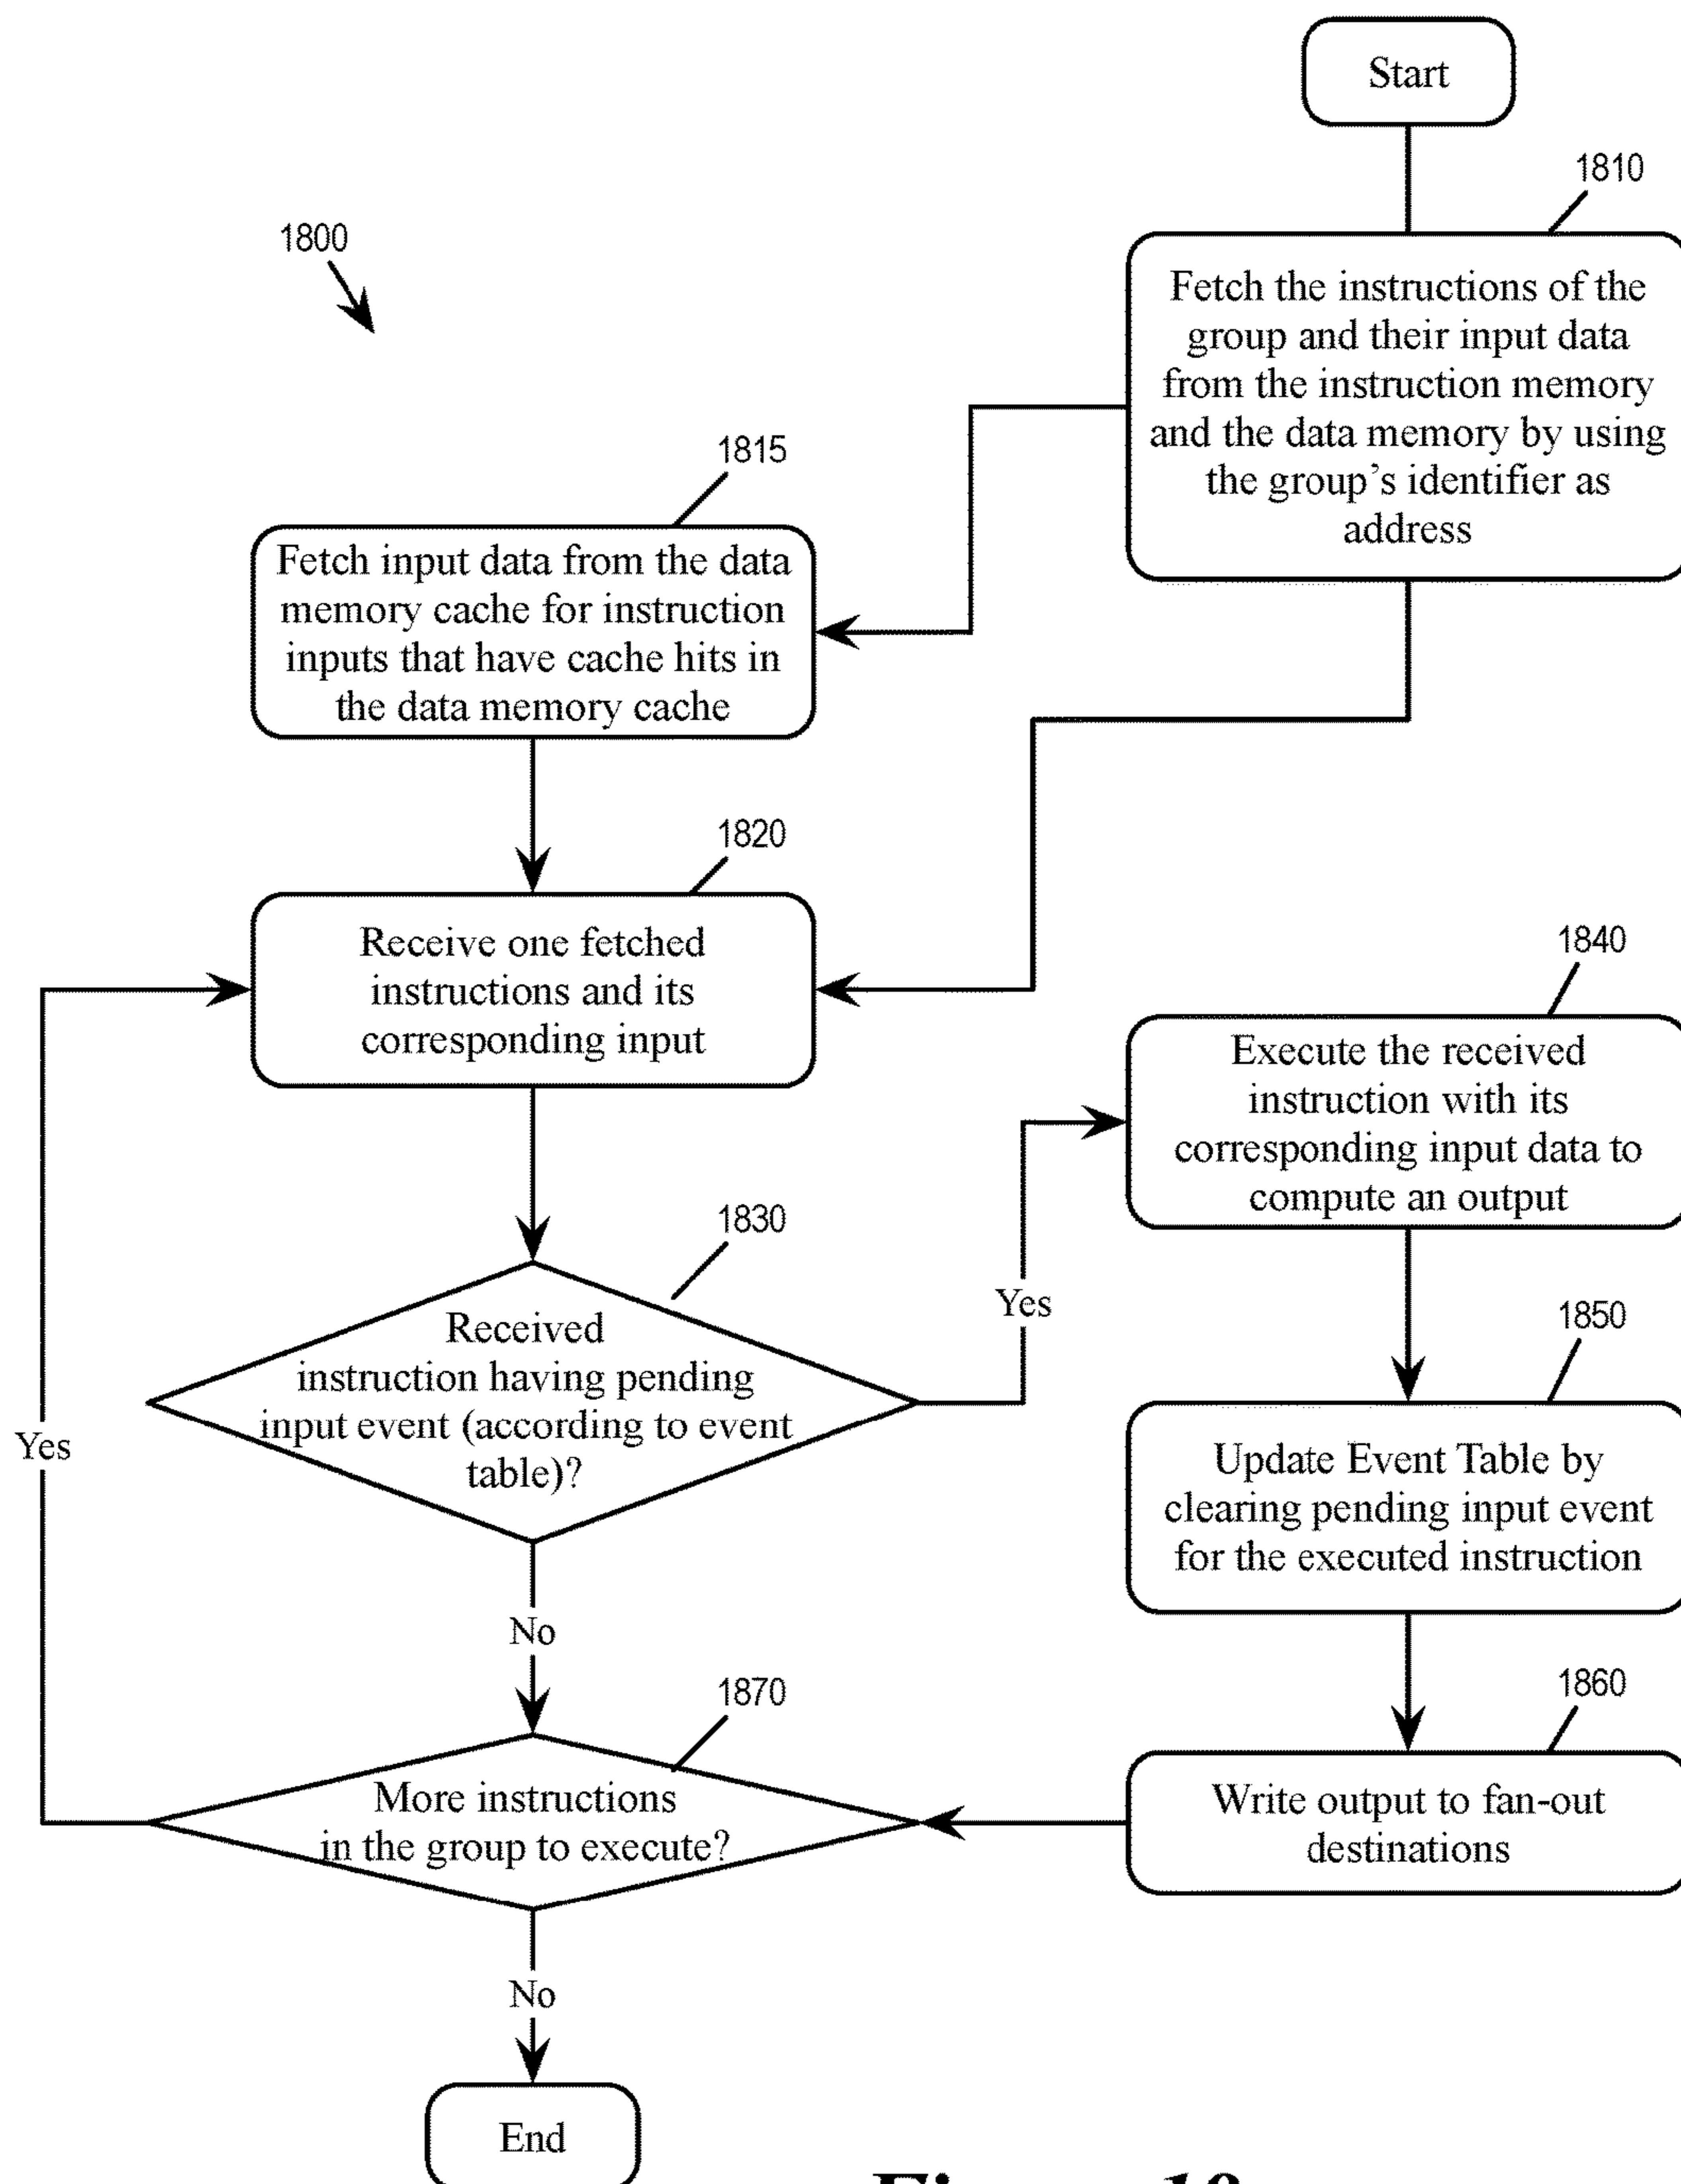 Start
1810
Fetch the instructions of the
group and their input data
from the instruction memory
and the data memory by using
the group's identifier as
address
1800
1815
Fetch input data from the data
memory cache for instruction
inputs that have cache hits in
the data memory cache
1820
Receive one fetched
instructions and its
corresponding input
1830
Received
instruction having pending
input event (according to event
table)?
Yes
1840
Execute the received
instruction with its
corresponding input data to
compute an output
1850
Update Event Table by
clearing pending input event
for the executed instruction
1860
Write output to fan-out
destinations
No
1870
More instructions
in the group to execute?
Yes
No
End